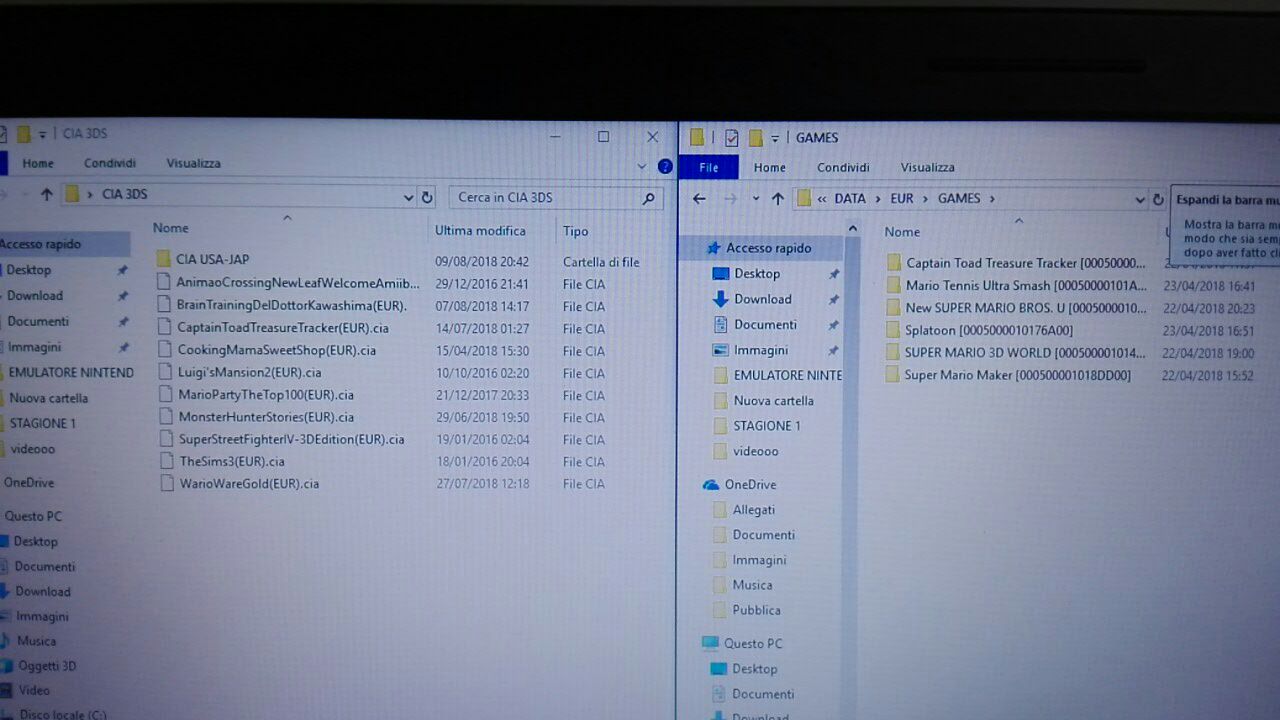 CIA 3DS
Home Condividi Visualizza
CIA 3DS Cerca in CIA 3DS
Nome Ultima modifica Tipo
Accesso rapido
Desktop
Download
Documenti
Immagini
EMULATORE NINTEND
Nuova cartella
STAGIONE 1
videooo
OneDrive
Questo PC
Desktop
Documenti
Download
Immagini
Musica
Oggetti 3D
Video
Disco locale (C:)
CIA USA-JAP 09/08/2018 20:42 Cartella di file
AnimaoCrossingNewLeafWelcomeAmiib... 29/12/2016 21:41 File CIA
BrainTrainingDelDottorKawashima(EUR). 07/08/2018 14:17 File CIA
CaptainToadTreasureTracker(EUR).cia 14/07/2018 01:27 File CIA
CookingMamaSweetShop(EUR).cia 15/04/2018 15:30 File CIA
Luigi'sMansion2(EUR).cia 10/10/2016 02:20 File CIA
MarioPartyTheTop100(EUR).cia 21/12/2017 20:33 File CIA
MonsterHunterStories(EUR).cia 29/06/2018 19:50 File CIA
SuperStreetFighterIV-3DEdition(EUR).cia 19/01/2016 02:04 File CIA
TheSims3(EUR).cia 18/01/2016 20:04 File CIA
WarioWareGold(EUR).cia 27/07/2018 12:18 File CIA
GAMES
File Home Condividi Visualizza
« DATA › EUR › GAMES ›
Espandi la barra mu
Mostra la barra mu
modo che sia sem
dopo aver fatto cl
Nome
Accesso rapido
Desktop
Download
Documenti
Immagini
EMULATORE NINTE
Nuova cartella
STAGIONE 1
videooo
OneDrive
Allegati
Documenti
Immagini
Musica
Pubblica
Questo PC
Desktop
Documenti
Download
Captain Toad Treasure Tracker [00050000...
Mario Tennis Ultra Smash [00050000101A... 23/04/2018 16:41
New SUPER MARIO BROS. U [0005000010... 22/04/2018 20:23
Splatoon [0005000010176A00] 23/04/2018 16:51
SUPER MARIO 3D WORLD [000500001014... 22/04/2018 19:00
Super Mario Maker [000500001018DD00] 22/04/2018 15:52